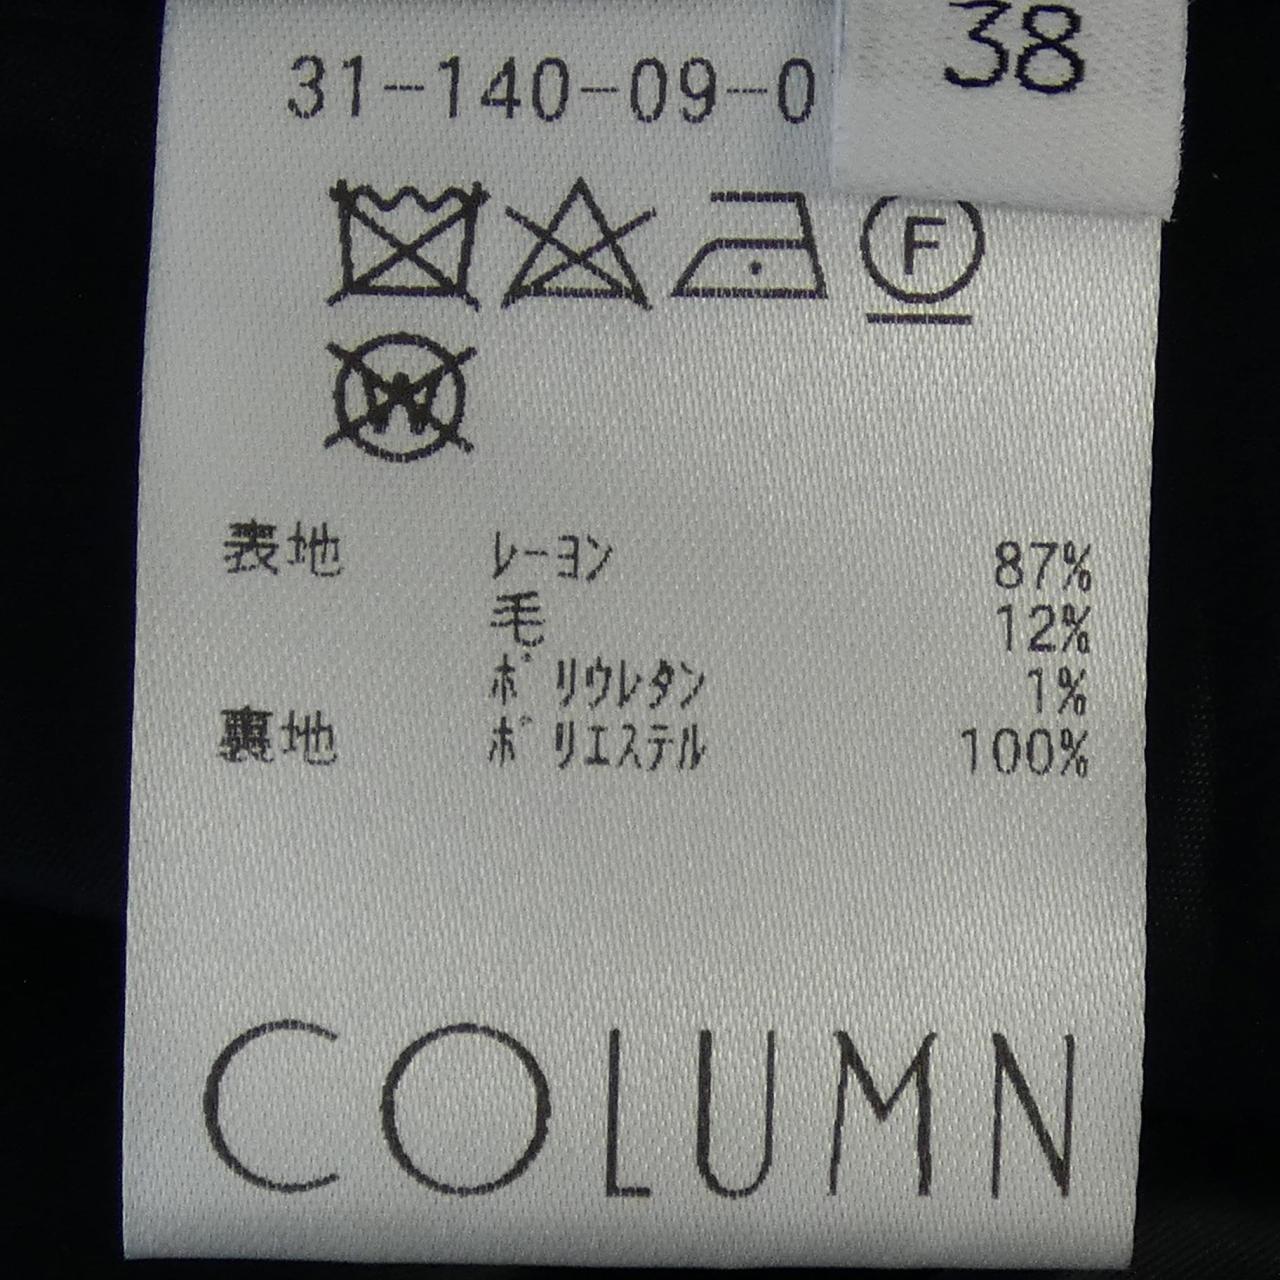 38
31-140-09-0
F
W
表地 レーヨン 87%
毛 12%
ポリウレタン 1%
裏地 ポリエステル 100%
COLUMN